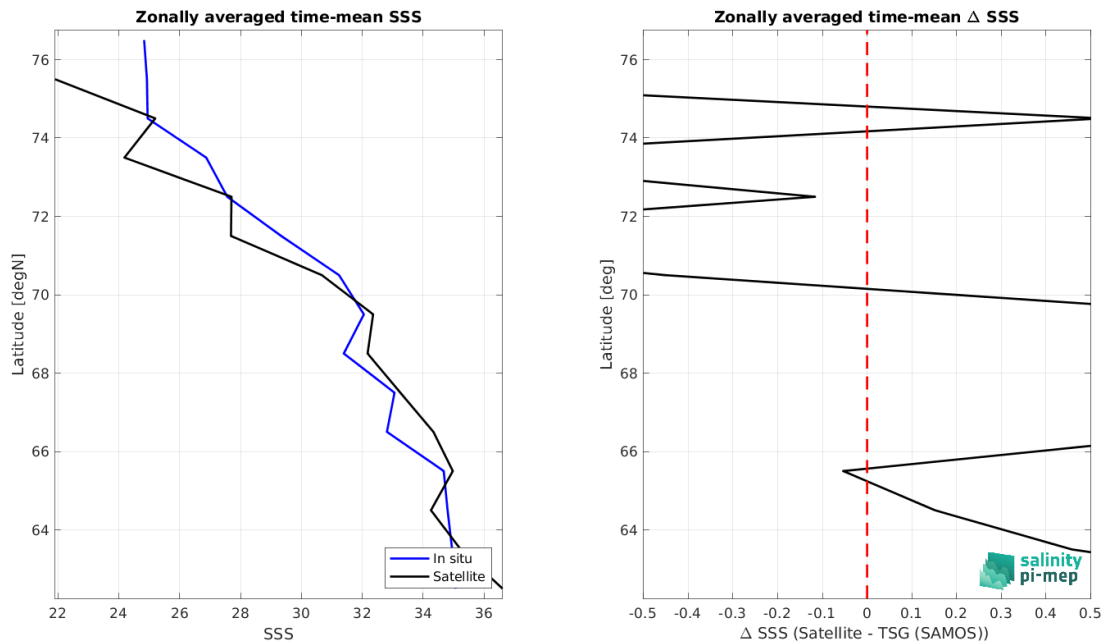 Zonally averaged time-mean SSS
76
74
72
70
68
66
64
Latitude [degN]
22 24 26 28 30 32 34 36
SSS
In situ
Satellite
Zonally averaged time-mean Δ SSS
76
74
72
70
68
66
64
Latitude [deg]
-0.5 -0.4 -0.3 -0.2 -0.1 0 0.1 0.2 0.3 0.4 0.5
Δ SSS (Satellite - TSG (SAMOS))
salinity
pi-mep